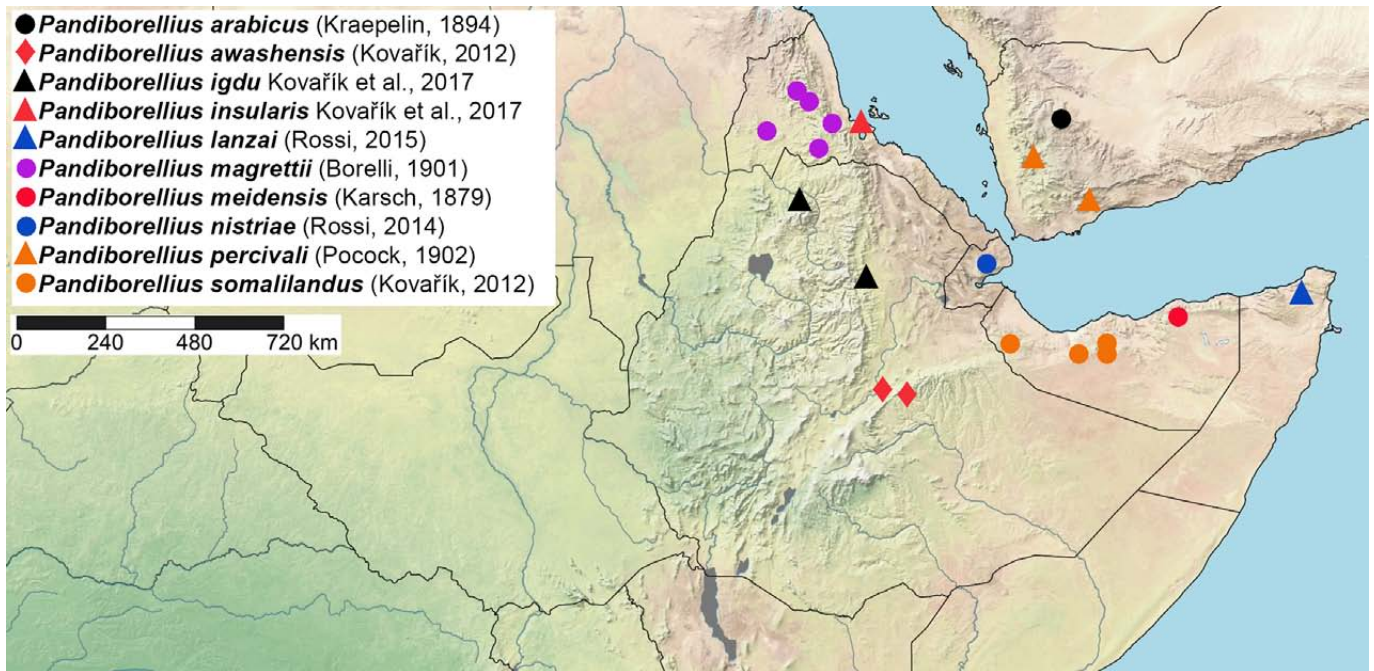 Pandiborellius arabicus (Kraepelin, 1894)
Pandiborellius awashensis (Kovařík, 2012)
Pandiborellius igdu Kovařík et al., 2017
Pandiborellius insularis Kovařík et al., 2017
Pandiborellius lanzai (Rossi, 2015)
Pandiborellius magrettii (Borelli, 1901)
Pandiborellius meidensis (Karsch, 1879)
Pandiborellius nistriae (Rossi, 2014)
Pandiborellius percivali (Pocock, 1902)
Pandiborellius somalilandus (Kovařík, 2012)
0 240 480 720 km